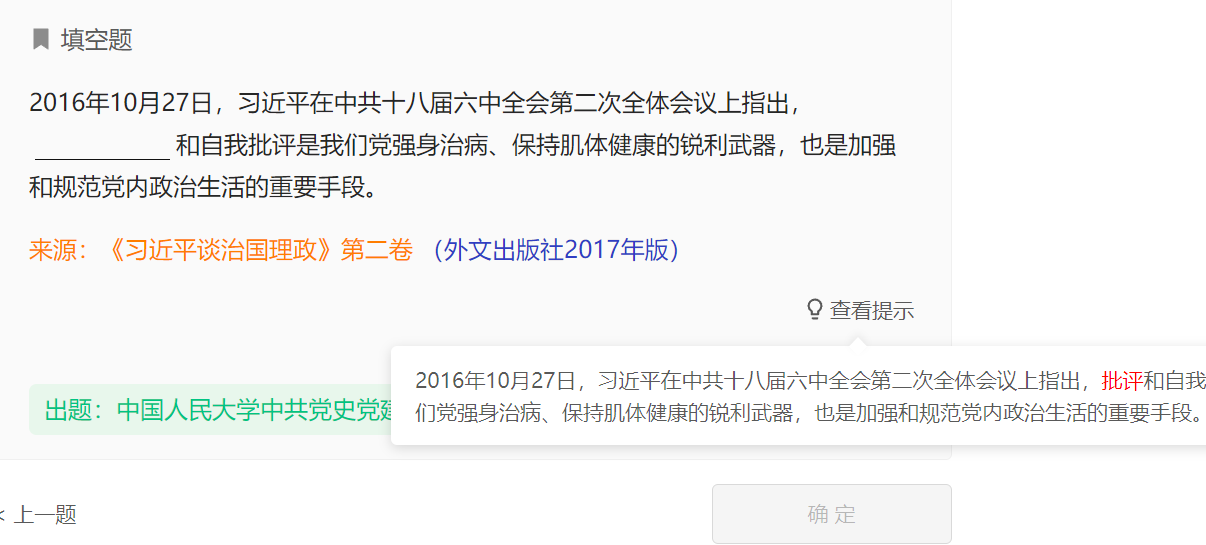 填空题
2016年10月27日，习近平在中共十八届六中全会第二次全体会议上指出，
____________ 和自我批评是我们党强身治病、保持肌体健康的锐利武器，也是加强
和规范党内政治生活的重要手段。
来源：《习近平谈治国理政》第二卷 （外文出版社2017年版）
查看提示
2016年10月27日，习近平在中共十八届六中全会第二次全体会议上指出，批评和自我
们党强身治病、保持肌体健康的锐利武器，也是加强和规范党内政治生活的重要手段。
出题：中国人民大学中共党史党建
< 上一题
确 定